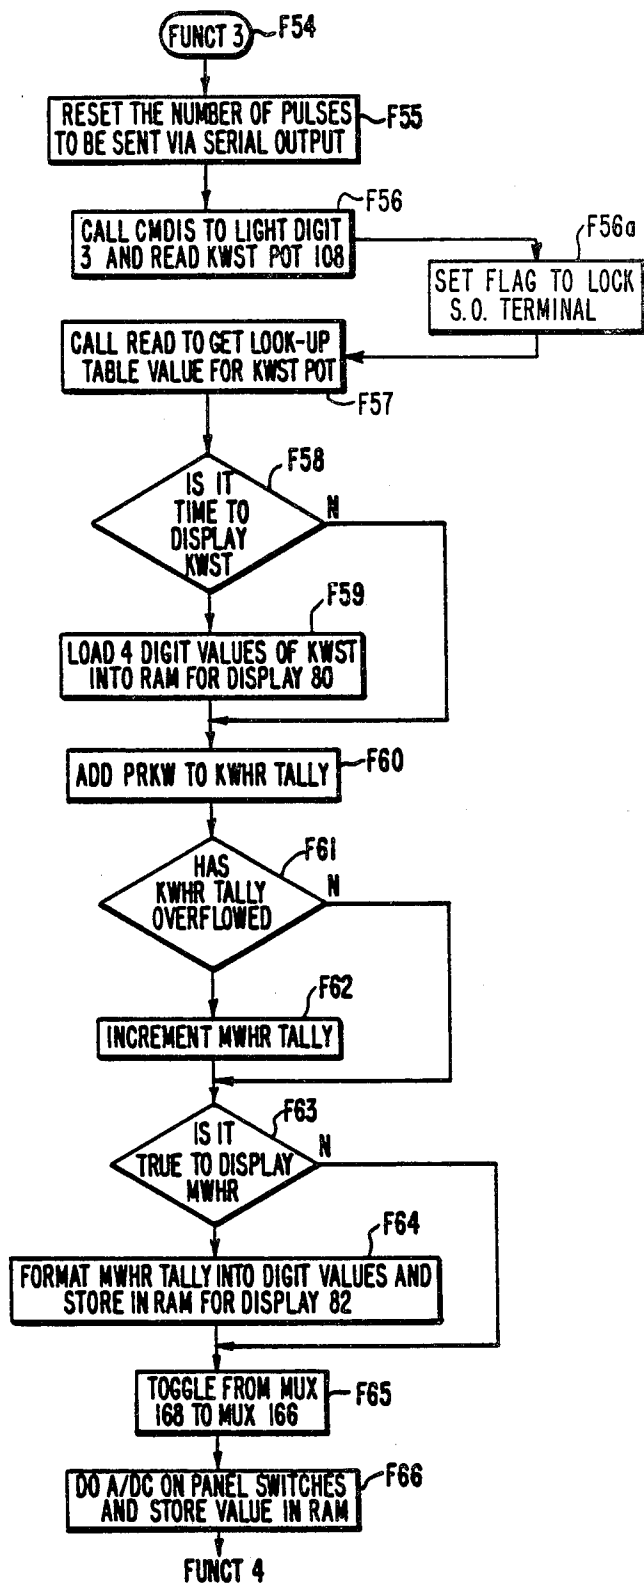 FUNCT 3
F54
RESET THE NUMBER OF PULSES
TO BE SENT VIA SERIAL OUTPUT
F55
F56
CALL CMDIS TO LIGHT DIGIT
3 AND READ KWST POT 108
F56a
SET FLAG TO LOCK
S.O. TERMINAL
CALL READ TO GET LOOK-UP
TABLE VALUE FOR KWST POT
F57
F58
IS IT
TIME TO
DISPLAY
KWST
N
F59
LOAD 4 DIGIT VALUES OF KWST
INTO RAM FOR DISPLAY 80
ADD PRKW TO KWHR TALLY
F60
F61
HAS
KWHR TALLY
OVERFLOWED
N
F62
INCREMENT MWHR TALLY
F63
IS IT
TRUE TO DISPLAY
MWHR
N
F64
FORMAT MWHR TALLY INTO DIGIT VALUES AND
STORE IN RAM FOR DISPLAY 82
TOGGLE FROM MUX
168 TO MUX 166
F65
DO A/DC ON PANEL SWITCHES
AND STORE VALUE IN RAM
F66
FUNCT 4